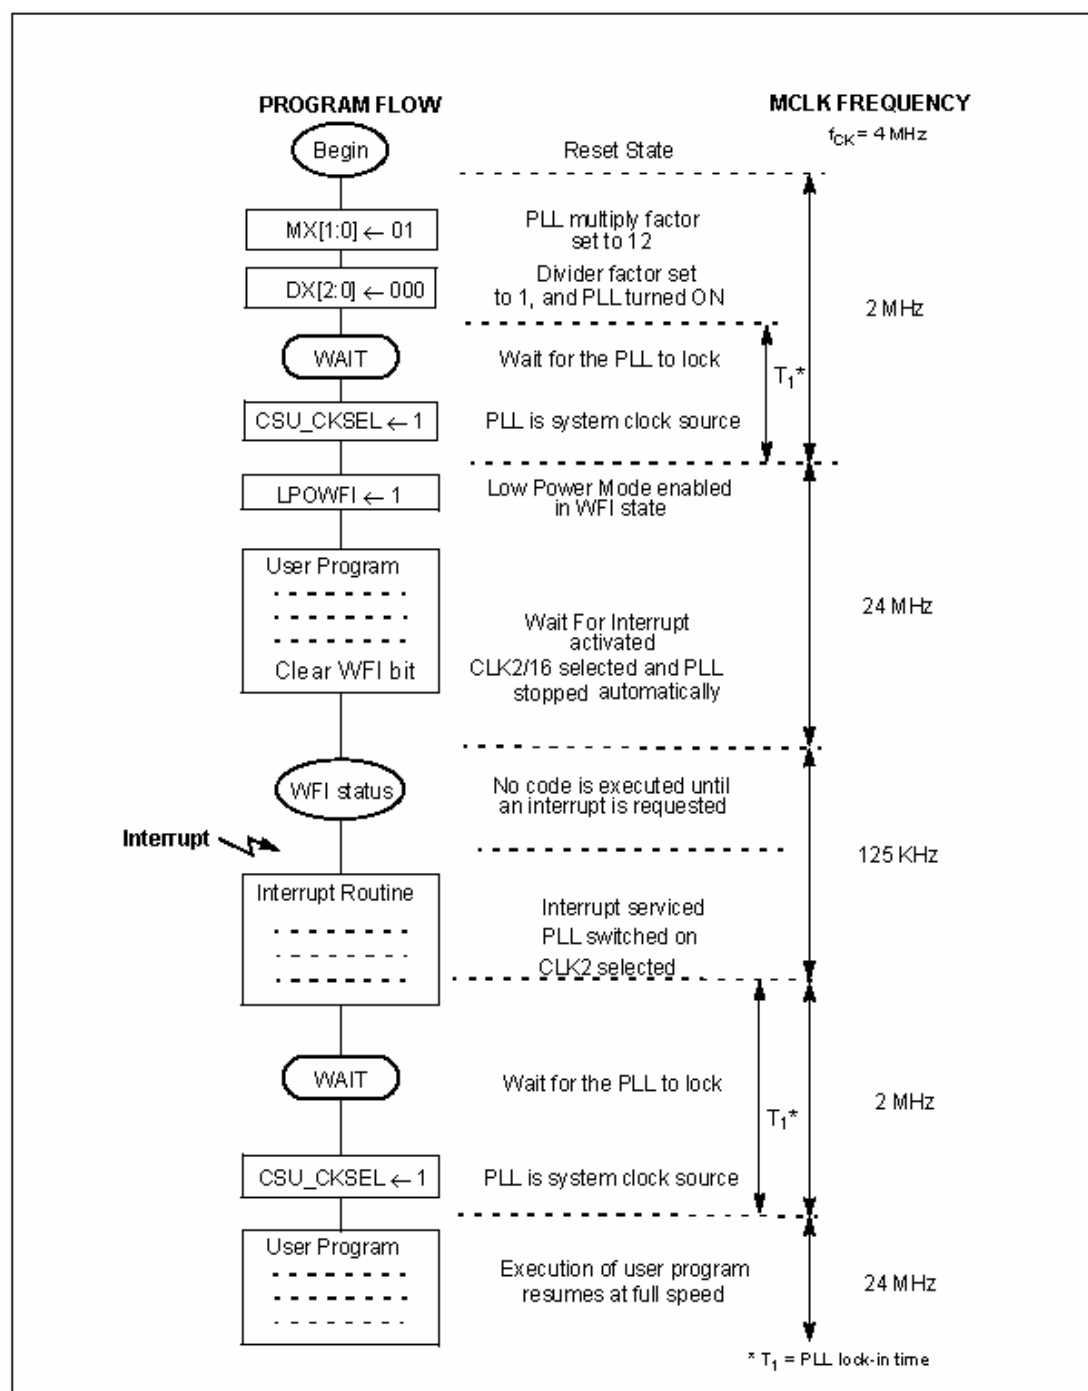 PROGRAM FLOW
MCLK FREQUENCY
fCK = 4 MHz
Begin
Reset State
MX[1:0] ← 01
PLL multiply factor
set to 12
DX[2:0] ← 000
Divider factor set
to 1, and PLL turned ON
2 MHz
WAIT
Wait for the PLL to lock
T1*
CSU_CKSEL ← 1
PLL is system clock source
LPOWFI ← 1
Low Power Mode enabled
in WFI state
User Program
Clear WFI bit
Wait For Interrupt
activated
CLK2/16 selected and PLL
stopped automatically
24 MHz
WFI status
No code is executed until
an interrupt is requested
Interrupt
125 KHz
Interrupt Routine
Interrupt serviced
PLL switched on
CLK2 selected
WAIT
Wait for the PLL to lock
T1*
2 MHz
CSU_CKSEL ← 1
PLL is system clock source
User Program
Execution of user program
resumes at full speed
24 MHz
* T1 = PLL lock-in time